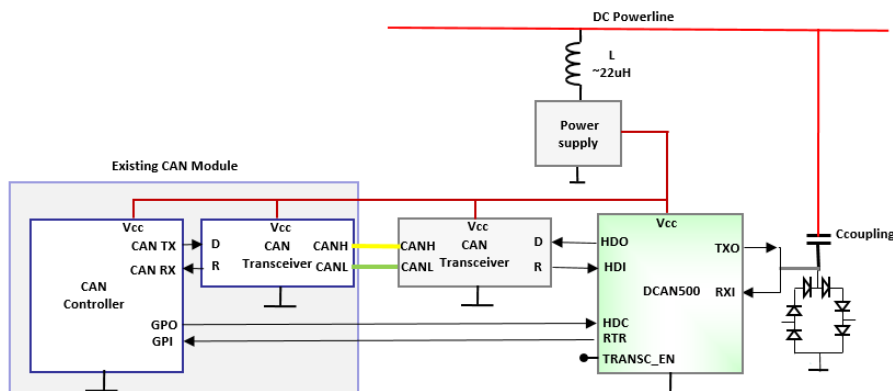 DC Powerline
L
~22uH
Power
supply
Existing CAN Module
Vcc
Vcc
Vcc
Vcc
CAN TX
D
CAN
CANH
CANH
CAN
D
HDO
TXO
Ccoupling
CAN RX
R
Transceiver
CANL
CANL
Transceiver
R
HDI
DCAN500
RXI
CAN
Controller
GPO
HDC
GPI
RTR
TRANSC_EN